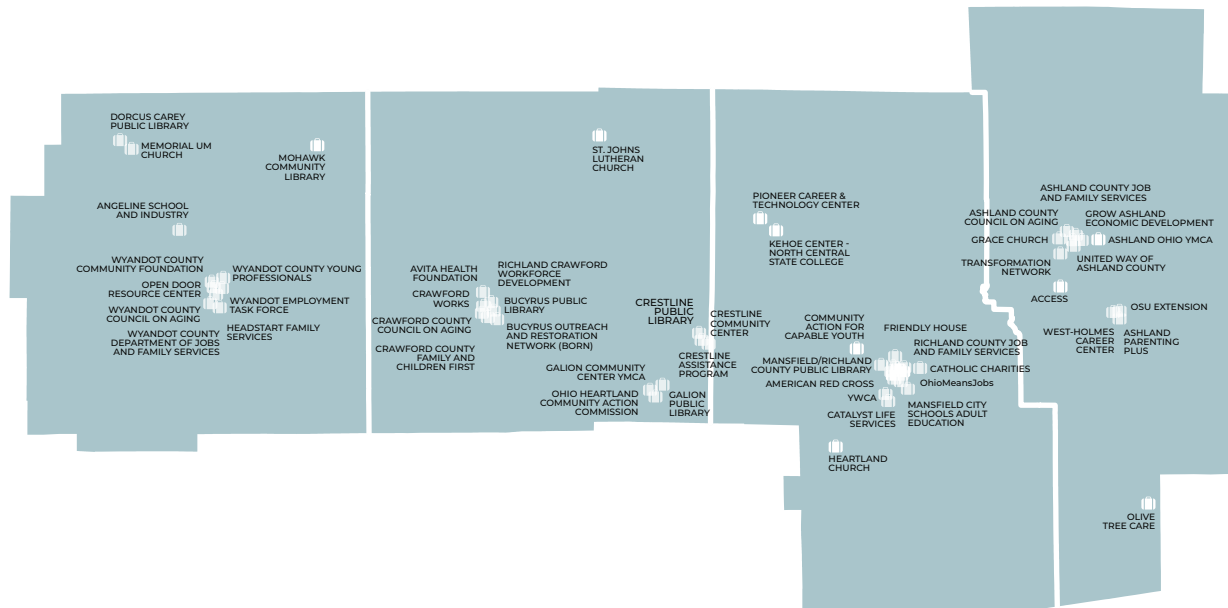 DORCUS CAREY
PUBLIC LIBRARY
MEMORIAL UM
CHURCH
MOHAWK
COMMUNITY
LIBRARY
ANGELINE SCHOOL
AND INDUSTRY
WYANDOT COUNTY
COMMUNITY FOUNDATION
WYANDOT COUNTY YOUNG
PROFESSIONALS
OPEN DOOR
RESOURCE CENTER
WYANDOT EMPLOYMENT
TASK FORCE
WYANDOT COUNTY
COUNCIL ON AGING
HEADSTART FAMILY
SERVICES
WYANDOT COUNTY
DEPARTMENT OF JOBS
AND FAMILY SERVICES
ST. JOHNS
LUTHERAN
CHURCH
AVITA HEALTH
FOUNDATION
RICHLAND CRAWFORD
WORKFORCE
DEVELOPMENT
CRAWFORD
WORKS
BUCYRUS PUBLIC
LIBRARY
CRAWFORD COUNTY
COUNCIL ON AGING
BUCYRUS OUTREACH
AND RESTORATION
NETWORK (BORN)
CRAWFORD COUNTY
FAMILY AND
CHILDREN FIRST
CRESTLINE
PUBLIC
LIBRARY
CRESTLINE
COMMUNITY
CENTER
CRESTLINE
ASSISTANCE
PROGRAM
GALION COMMUNITY
CENTER YMCA
OHIO HEARTLAND
COMMUNITY ACTION
COMMISSION
GALION
PUBLIC
LIBRARY
PIONEER CAREER &
TECHNOLOGY CENTER
KEHOE CENTER -
NORTH CENTRAL
STATE COLLEGE
COMMUNITY
ACTION FOR
CAPABLE YOUTH
FRIENDLY HOUSE
RICHLAND COUNTY JOB
AND FAMILY SERVICES
MANSFIELD/RICHLAND
COUNTY PUBLIC LIBRARY
CATHOLIC CHARITIES
AMERICAN RED CROSS
OhioMeansJobs
YWCA
MANSFIELD CITY
SCHOOLS ADULT
EDUCATION
CATALYST LIFE
SERVICES
HEARTLAND
CHURCH
ASHLAND COUNTY JOB
AND FAMILY SERVICES
ASHLAND COUNTY
COUNCIL ON AGING
GROW ASHLAND
ECONOMIC DEVELOPMENT
GRACE CHURCH
ASHLAND OHIO YMCA
TRANSFORMATION
NETWORK
UNITED WAY OF
ASHLAND COUNTY
ACCESS
OSU EXTENSION
WEST-HOLMES
CAREER
CENTER
ASHLAND
PARENTING
PLUS
OLIVE
TREE CARE